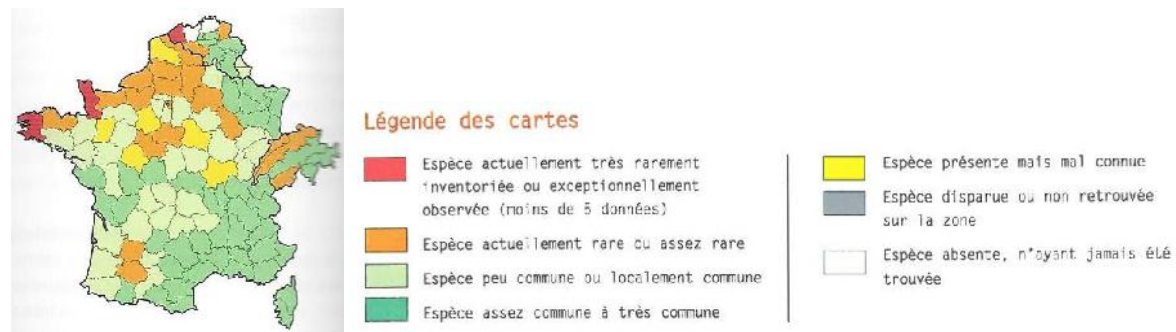 Légende des cartes
Espèce actuellement très rarement
inventoriée ou exceptionnellement
observée (moins de 5 données)
Espèce actuellement rare ou assez rare
Espèce peu commune ou localement commune
Espèce assez commune à très commune
Espèce présente mais mal connue
Espèce disparue ou non retrouvée
sur la zone
Espèce absente, n'ayant jamais été
trouvée